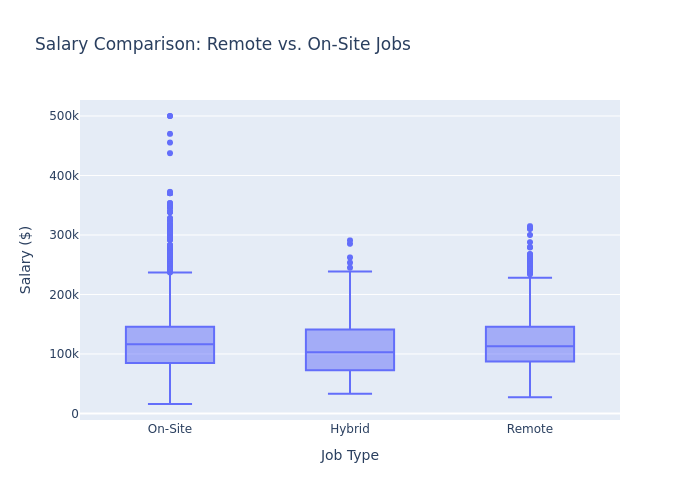 Salary Comparison: Remote vs. On-Site Jobs
500k
400k
300k
200k
100k
0
Salary ($)
On-Site
Hybrid
Remote
Job Type